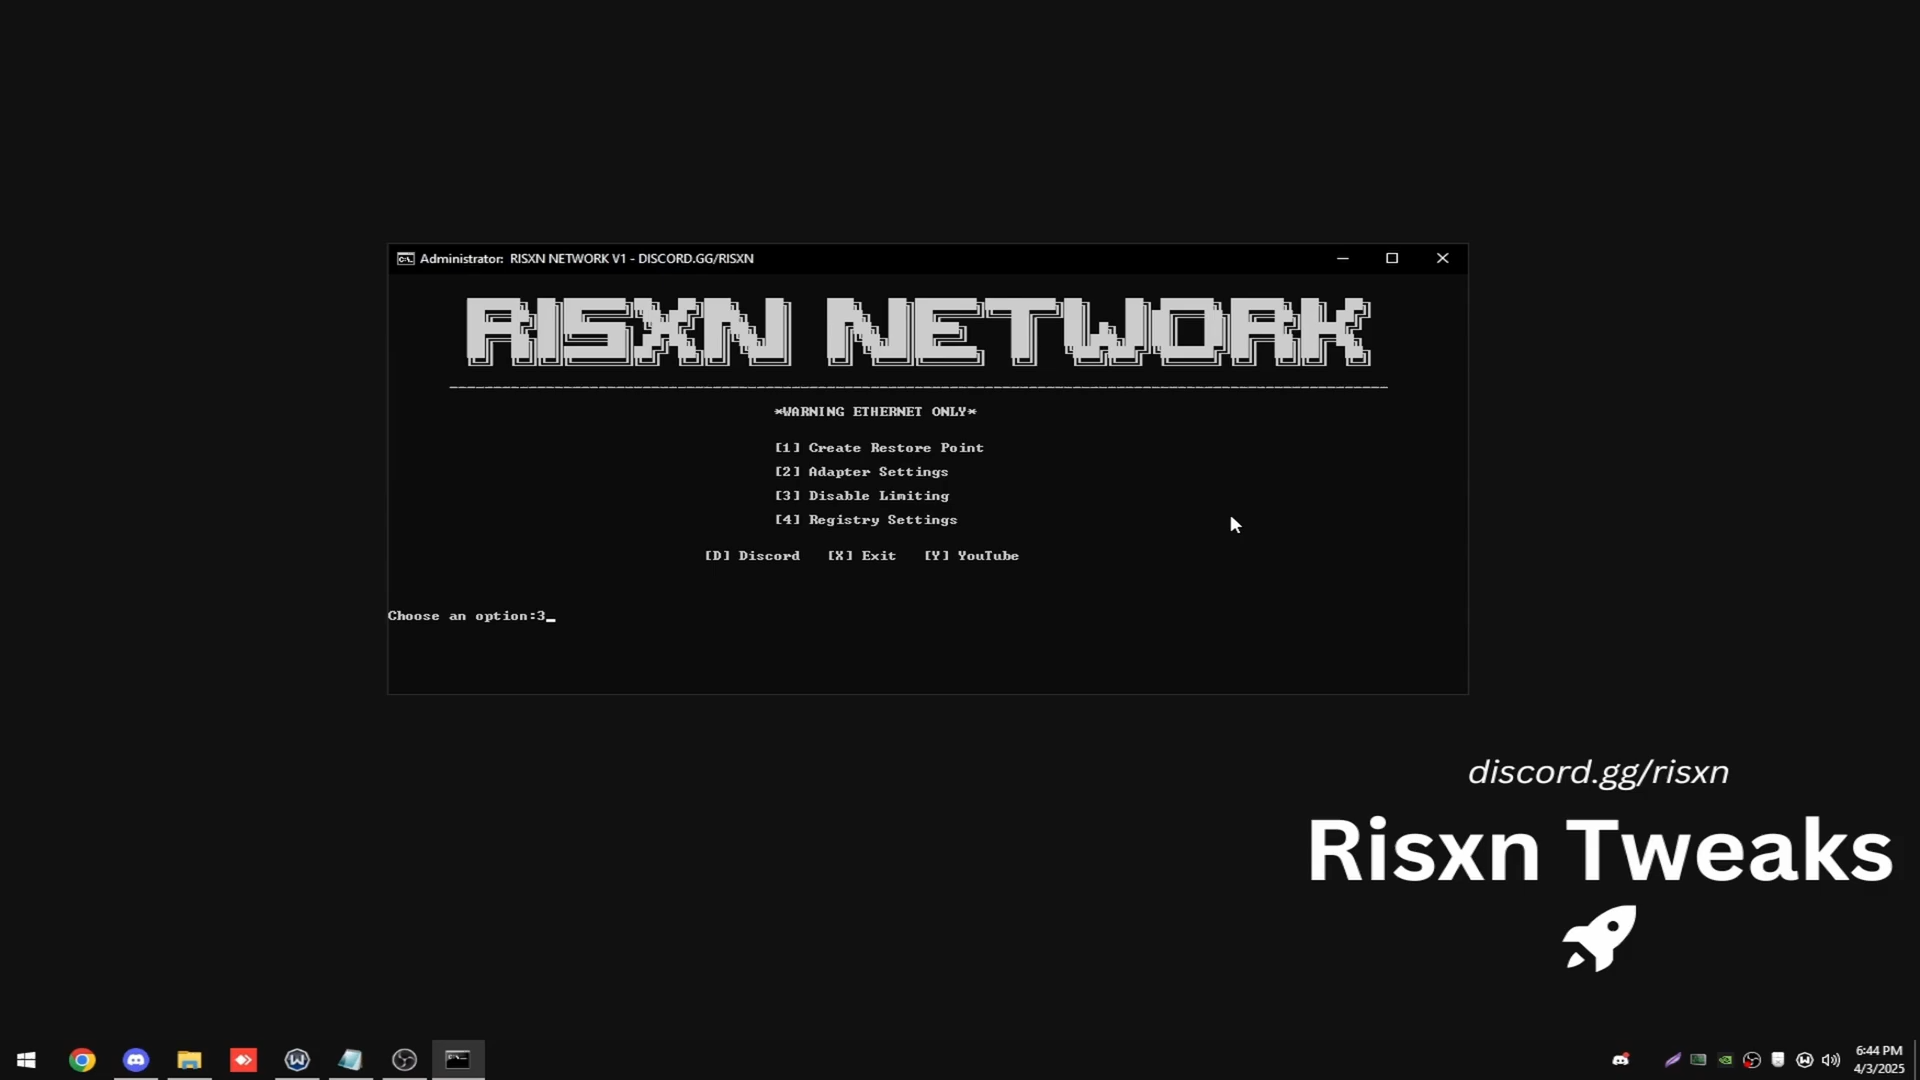 Administrator: RISXN NETWORK V1 - DISCORD.GG/RISXN
RISXN NETWORK
*WARNING ETHERNET ONLY*
[1] Create Restore Point
[2] Adapter Settings
[3] Disable Limiting
[4] Registry Settings
[D] Discord [X] Exit [Y] YouTube
Choose an option:3_
discord.gg/risxn
Risxn Tweaks
6:44 PM
4/3/2025